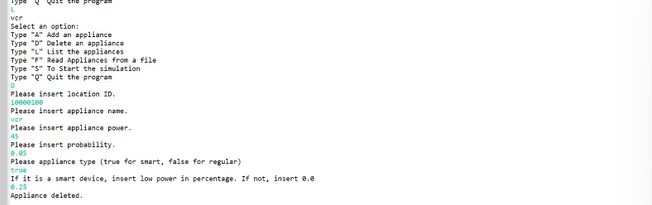 Type "Q" Quit the program
L
vcr
Select an option:
Type "A" Add an appliance
Type "D" Delete an appliance
Type "L" List the appliances
Type "F" Read Appliances from a file
Type "S" To Start the simulation
Type "Q" Quit the program
D
Please insert location ID.
10000100
Please insert appliance name.
vcr
Please insert appliance power.
45
Please insert probability.
0.05
Please appliance type (true for smart, false for regular)
true
If it is a smart device, insert low power in percentage. If not, insert 0.0
0.25
Appliance deleted.